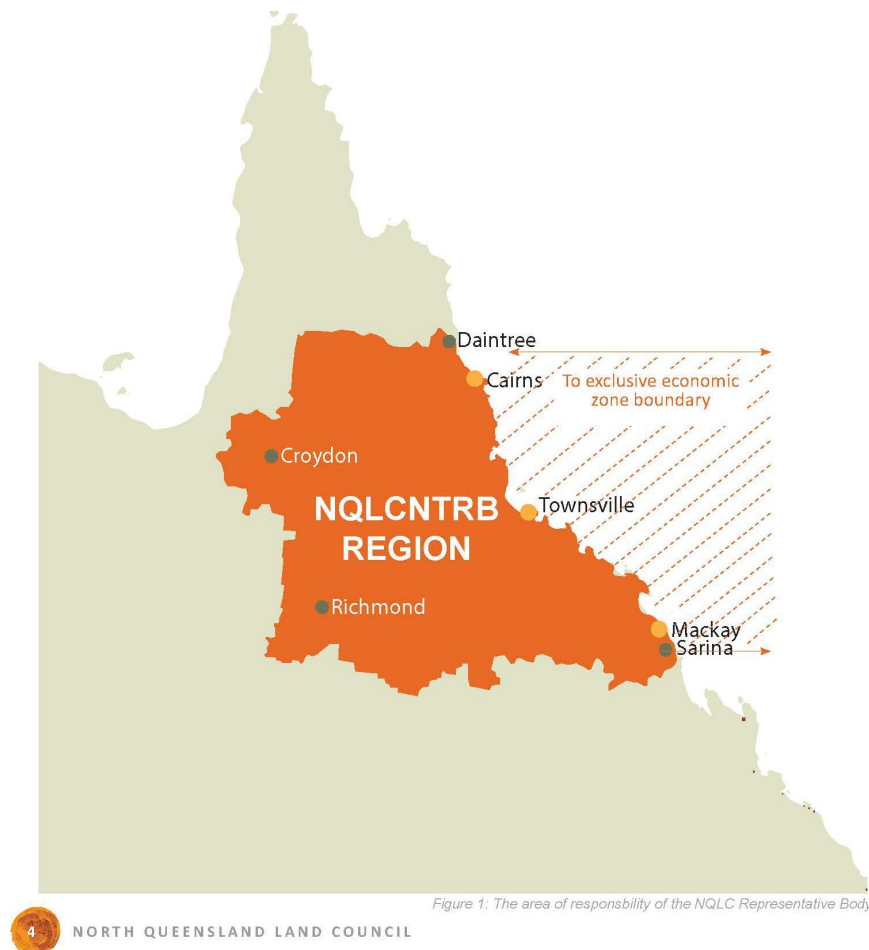 Daintree
Cairns
To exclusive economic
zone boundary
Croydon
Townsville
NQLCNTRB
REGION
Richmond
Mackay
Sarina
Figure 1: The area of responsbility of the NQLC Representative Body
4 NORTH QUEENSLAND LAND COUNCIL